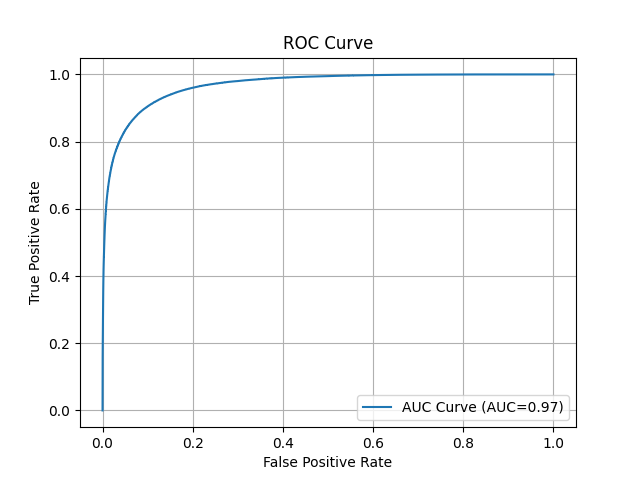 ROC Curve
True Positive Rate
1.0
0.8
0.6
0.4
0.2
0.0
AUC Curve (AUC=0.97)
0.0 0.2 0.4 0.6 0.8 1.0
False Positive Rate